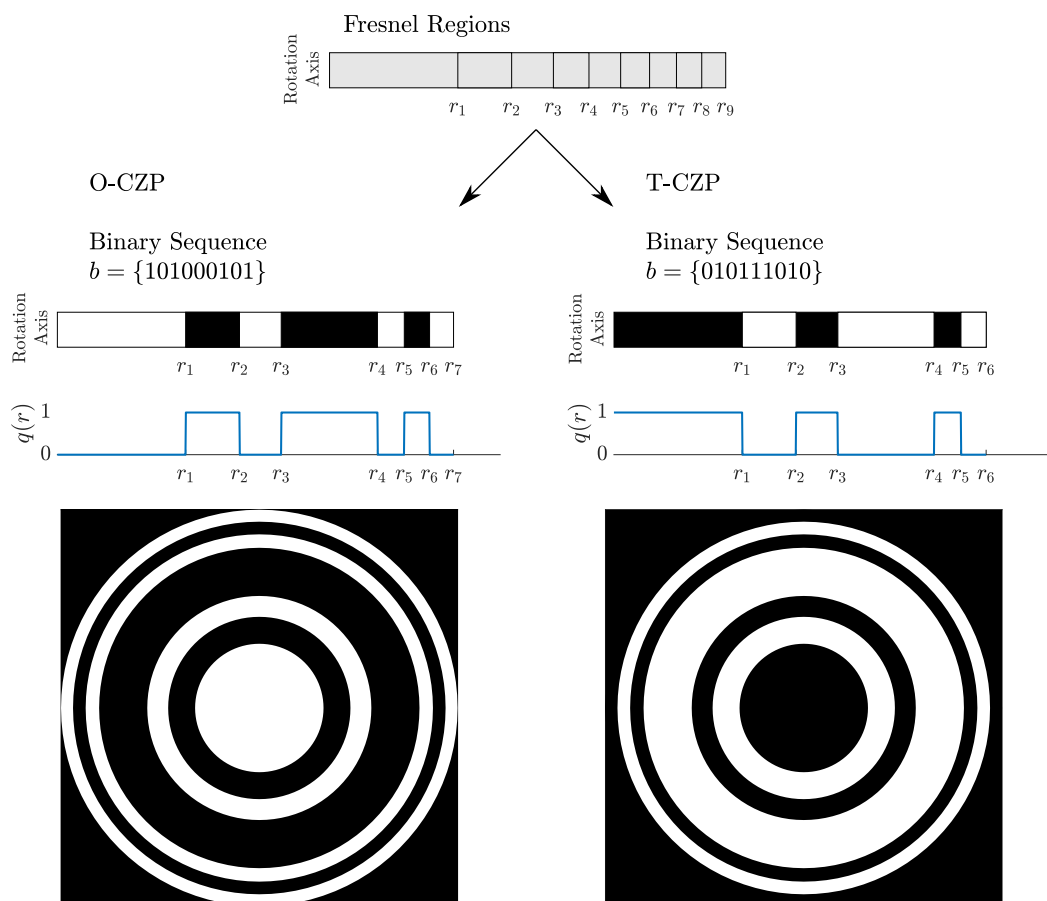 Fresnel Regions
Rotation
Axis
r1 r2 r3 r4 r5 r6 r7 r8 r9
O-CZP
Binary Sequence
b = {101000101}
Rotation
Axis
r1 r2 r3 r4 r5 r6 r7
q(r)
1
0
r1 r2 r3 r4 r5 r6 r7
T-CZP
Binary Sequence
b = {010111010}
Rotation
Axis
r1 r2 r3 r4 r5 r6
q(r)
1
0
r1 r2 r3 r4 r5 r6